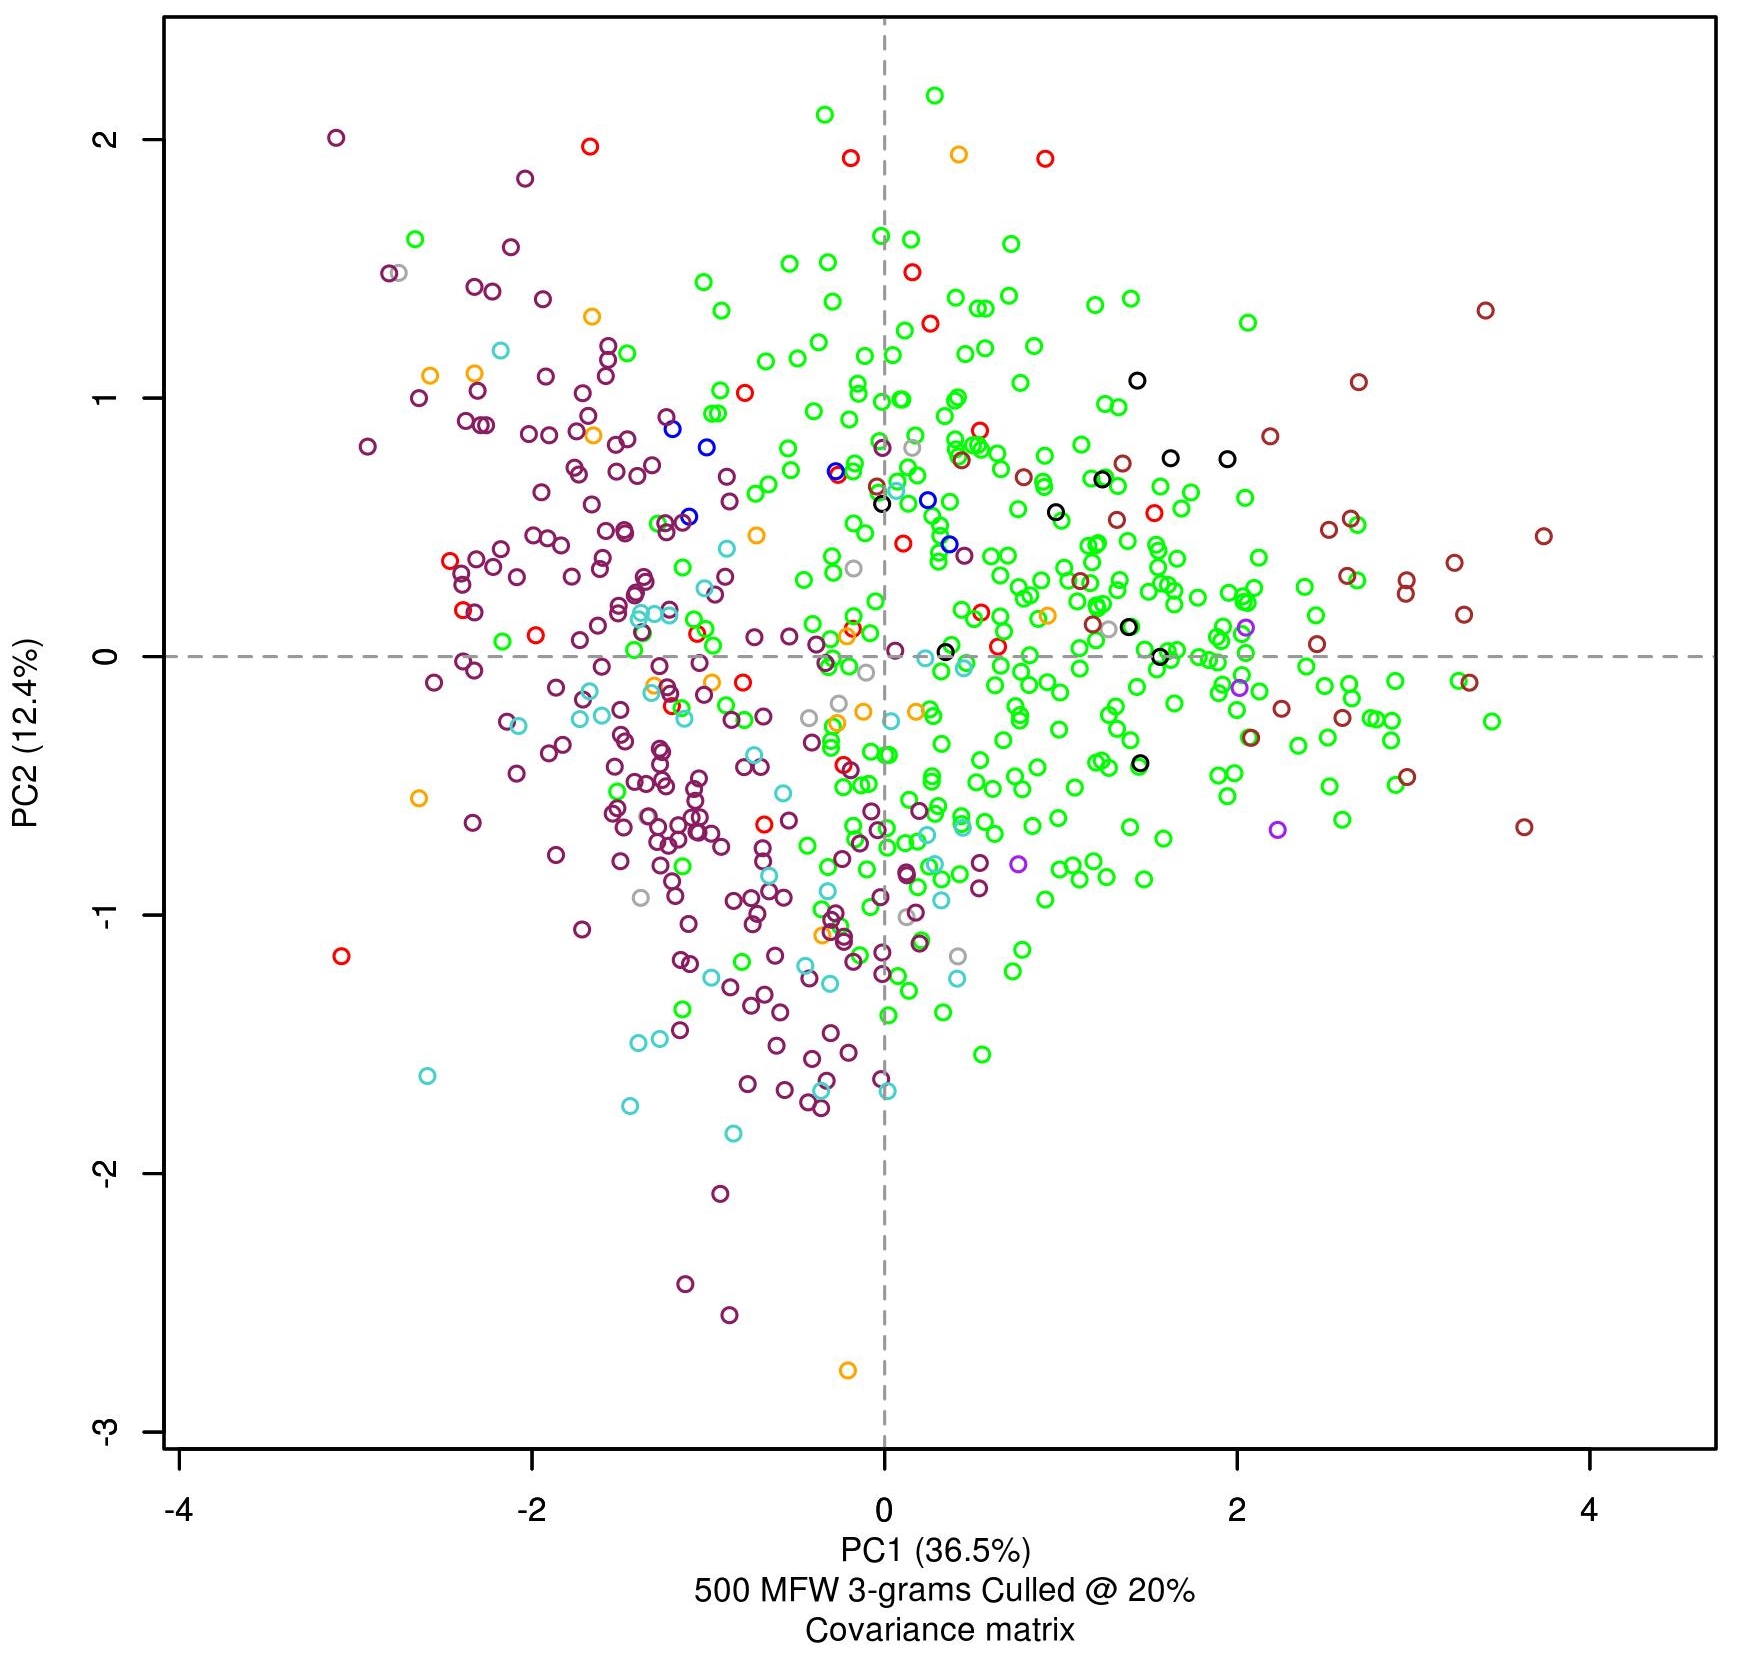 PC2 (12.4%)
2
1
0
-1
-2
-3
-4
-2
0
2
4
PC1 (36.5%)
500 MFW 3-grams Culled @ 20%
Covariance matrix